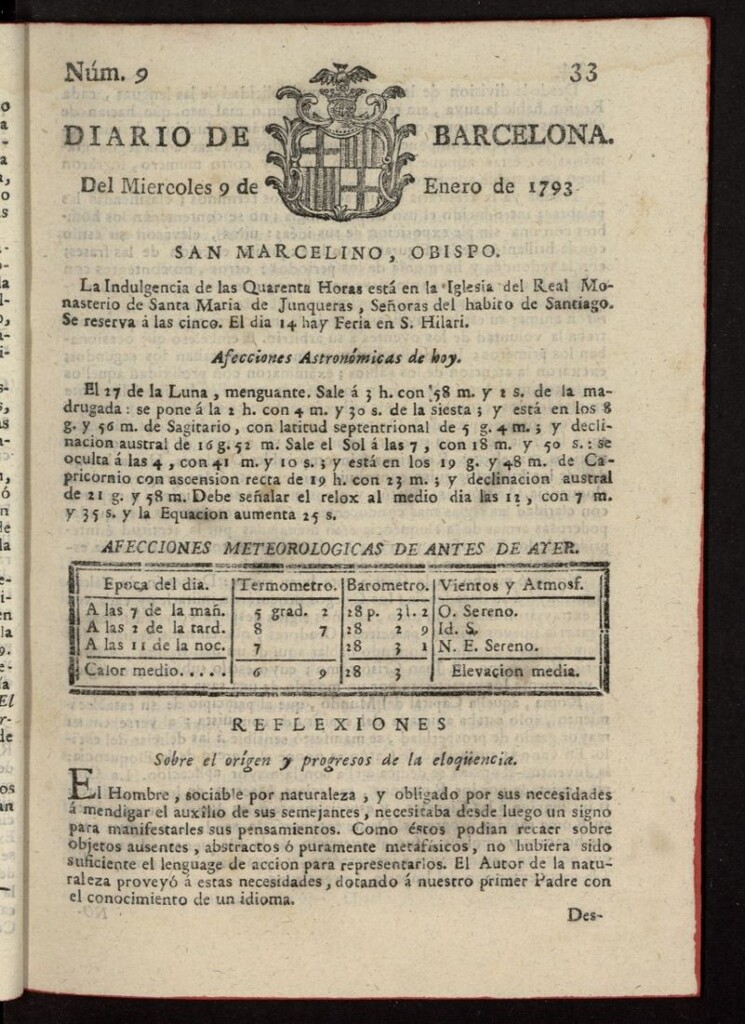 Núm. 9
33
DIARIO DE BARCELONA.
Del Miercoles 9 de Enero de 1793
SAN MARCELINO, OBISPO.
La Indulgencia de las Quarenta Horas está en la Iglesia del Real Mo-
nasterio de Santa Maria de Junqueras, Señoras del habito de Santiago.
Se reserva á las cinco. El dia 14 hay Feria en S. Hilari.
Afecciones Astronómicas de hoy.
El 27 de la Luna, menguante. Sale á 3 h. con 58 m. y 2 s. de la ma-
drugada: se pone á la 2 h. con 4 m. y 30 s. de la siesta; y está en los 8
g. y 56 m. de Sagitario, con latitud septentrional de 5 g. 4 m.; y decli-
nacion austral de 16 g. 52 m. Sale el Sol á las 7, con 18 m. y 50 s.: se
oculta á las 4, con 41 m. y 10 s.; y está en los 19 g. y 48 m. de Ca-
pricornio con ascension recta de 19 h. con 23 m.; y declinacion austral
de 21 g. y 58 m. Debe señalar el relox al medio dia las 12, con 7 m.
y 35 s. y la Equacion aumenta 25 s.
AFECCIONES METEOROLOGICAS DE ANTES DE AYER.
Epoca del dia. Termometro. Barometro. Vientos y Atmosf.
A las 7 de la mañ. 5 grad. 2 28 p. 3 l. 2 O. Sereno.
A las 2 de la tard. 8 7 28 2 9 Id. S.
A las 11 de la noc. 7 28 3 1 N. E. Sereno.
Calor medio..... 6 9 28 3 Elevacion media.
REFLEXIONES
Sobre el orígen y progresos de la eloqüencia.
El Hombre, sociable por naturaleza, y obligado por sus necesidades
á mendigar el auxilio de sus semejantes, necesitaba desde luego un signo
para manifestarles sus pensamientos. Como éstos podian recaer sobre
objetos ausentes, abstractos ó puramente metafísicos, no hubiera sido
suficiente el lenguage de accion para representarlos. El Autor de la natu-
raleza proveyó á estas necesidades, dotando á nuestro primer Padre con
el conocimiento de un idioma.
Des-